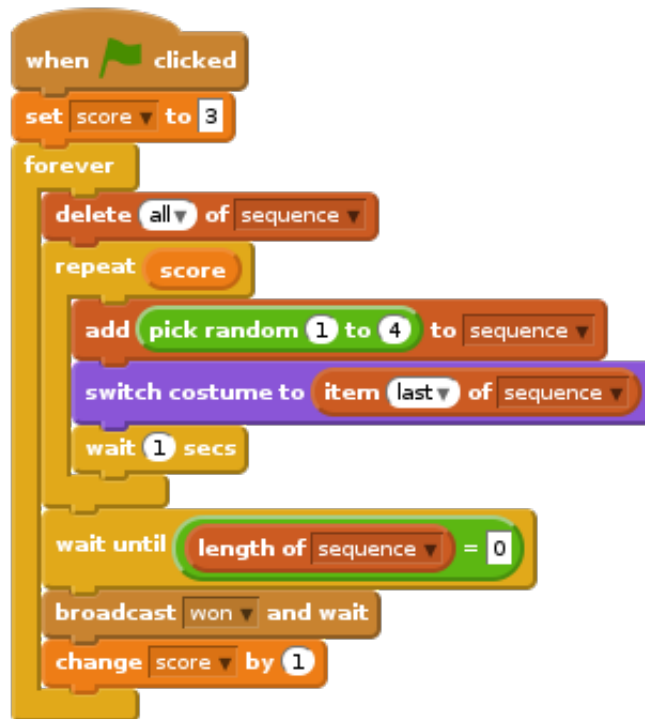 when clicked
set score to 3
forever
delete all of sequence
repeat score
add pick random 1 to 4 to sequence
switch costume to item last of sequence
wait 1 secs
wait until length of sequence = 0
broadcast won and wait
change score by 1